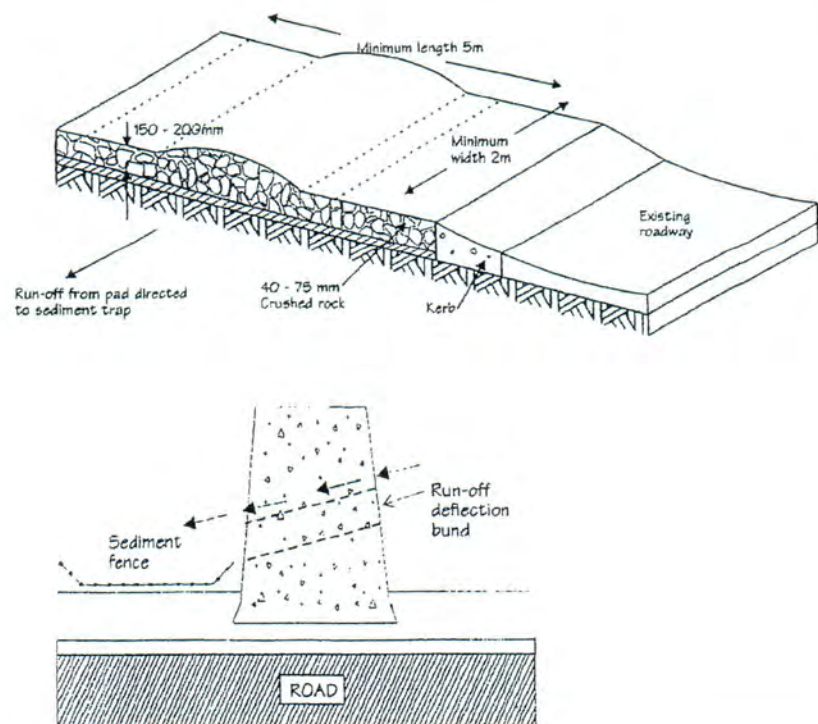 Minimum length 5m
150 - 200mm
Minimum
width 2m
Existing
roadway
Run-off from pad directed
to sediment trap
40 - 75 mm
Crushed rock
Kerb
Run-off
deflection
bund
Sediment
fence
ROAD